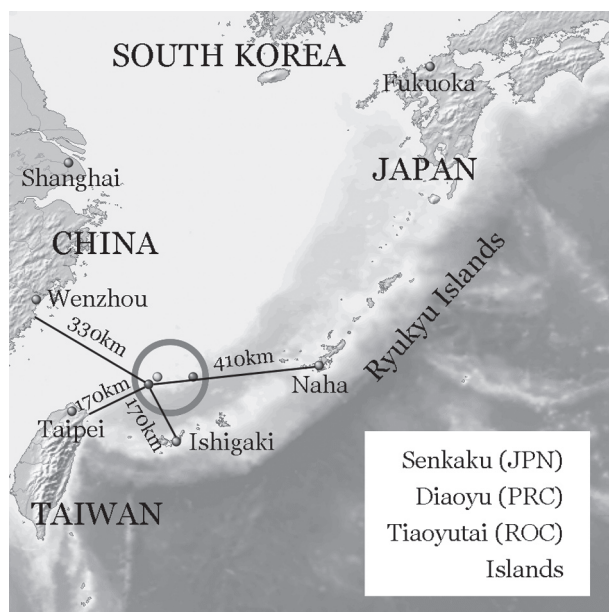 SOUTH KOREA
Fukuoka
JAPAN
Shanghai
CHINA
Wenzhou
Ryukyu Islands
330km
410km
Naha
170km
Taipei
170km
Ishigaki
TAIWAN
Senkaku (JPN)
Diaoyu (PRC)
Tiaoyutai (ROC)
Islands